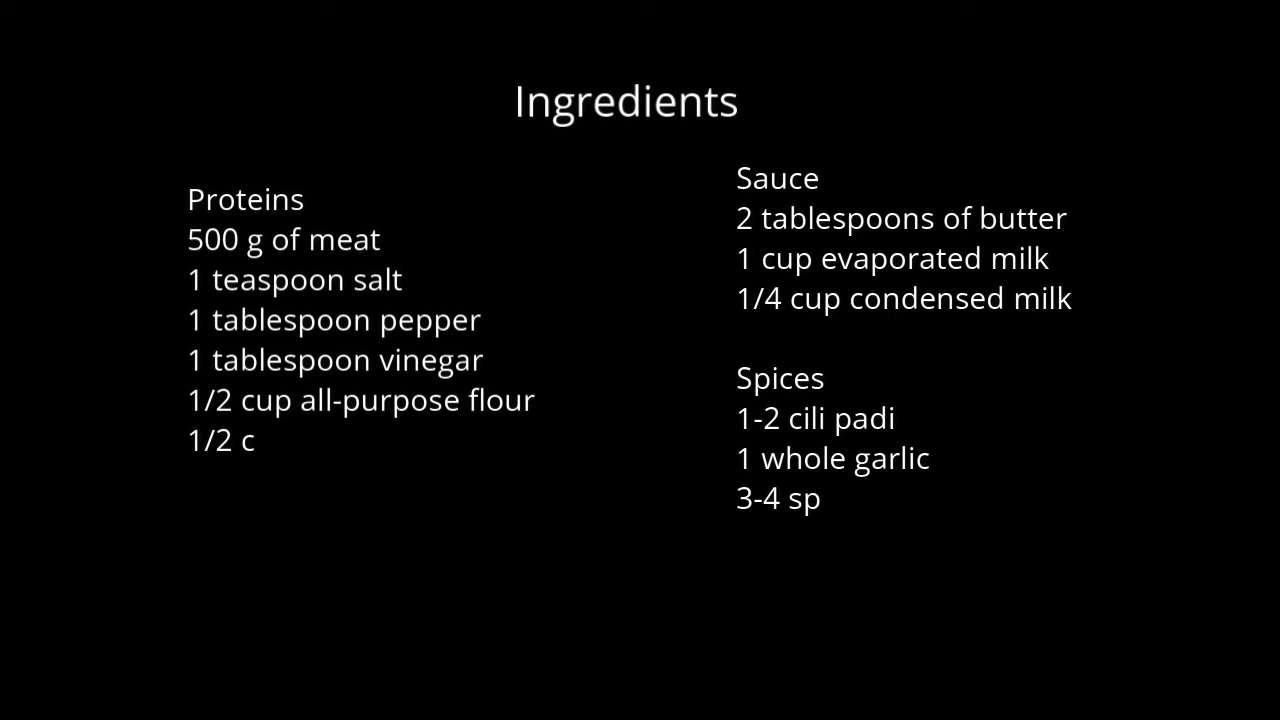 Ingredients
Proteins
500 g of meat
1 teaspoon salt
1 tablespoon pepper
1 tablespoon vinegar
1/2 cup all-purpose flour
1/2 c
Sauce
2 tablespoons of butter
1 cup evaporated milk
1/4 cup condensed milk
Spices
1-2 cili padi
1 whole garlic
3-4 sp